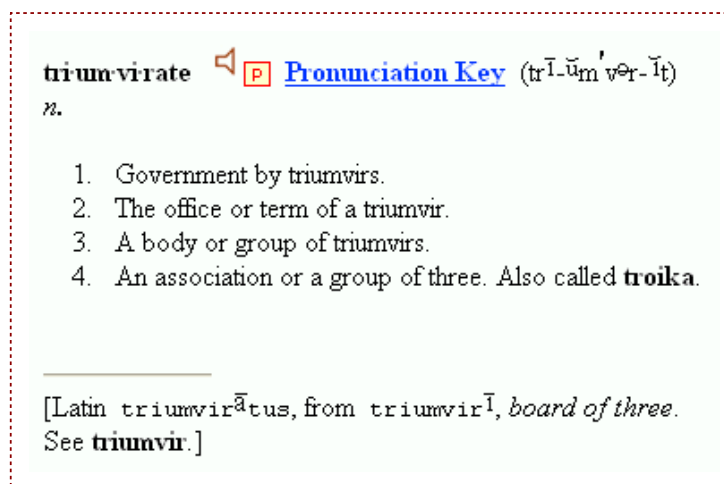 tri·um·vi·rate P Pronunciation Key (trī-ŭm′vər-ĭt)
n.
1. Government by triumvirs.
2. The office or term of a triumvir.
3. A body or group of triumvirs.
4. An association or a group of three. Also called troika.
[Latin triumvirātus, from triumvirī, board of three.
See triumvir.]